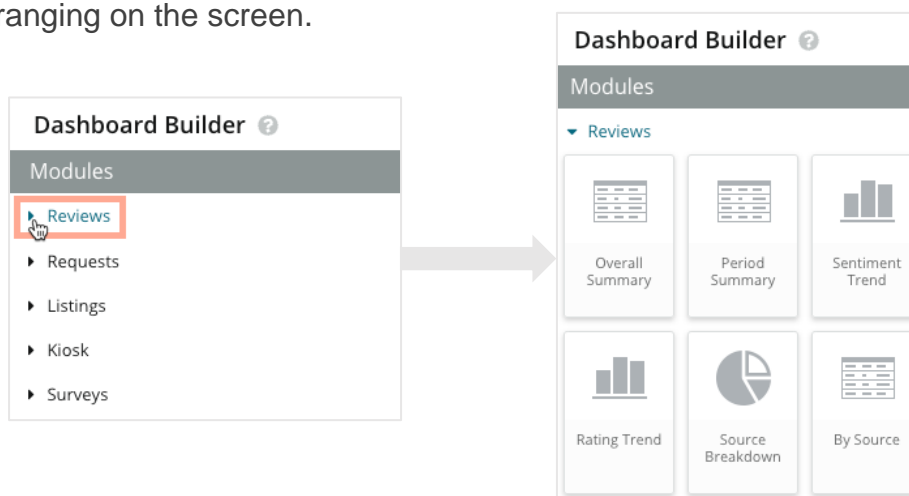 ranging on the screen.
Dashboard Builder
Modules
Reviews
Requests
Listings
Kiosk
Surveys
Dashboard Builder
Modules
Reviews
Overall
Summary
Period
Summary
Sentiment
Trend
Rating Trend
Source
Breakdown
By Source